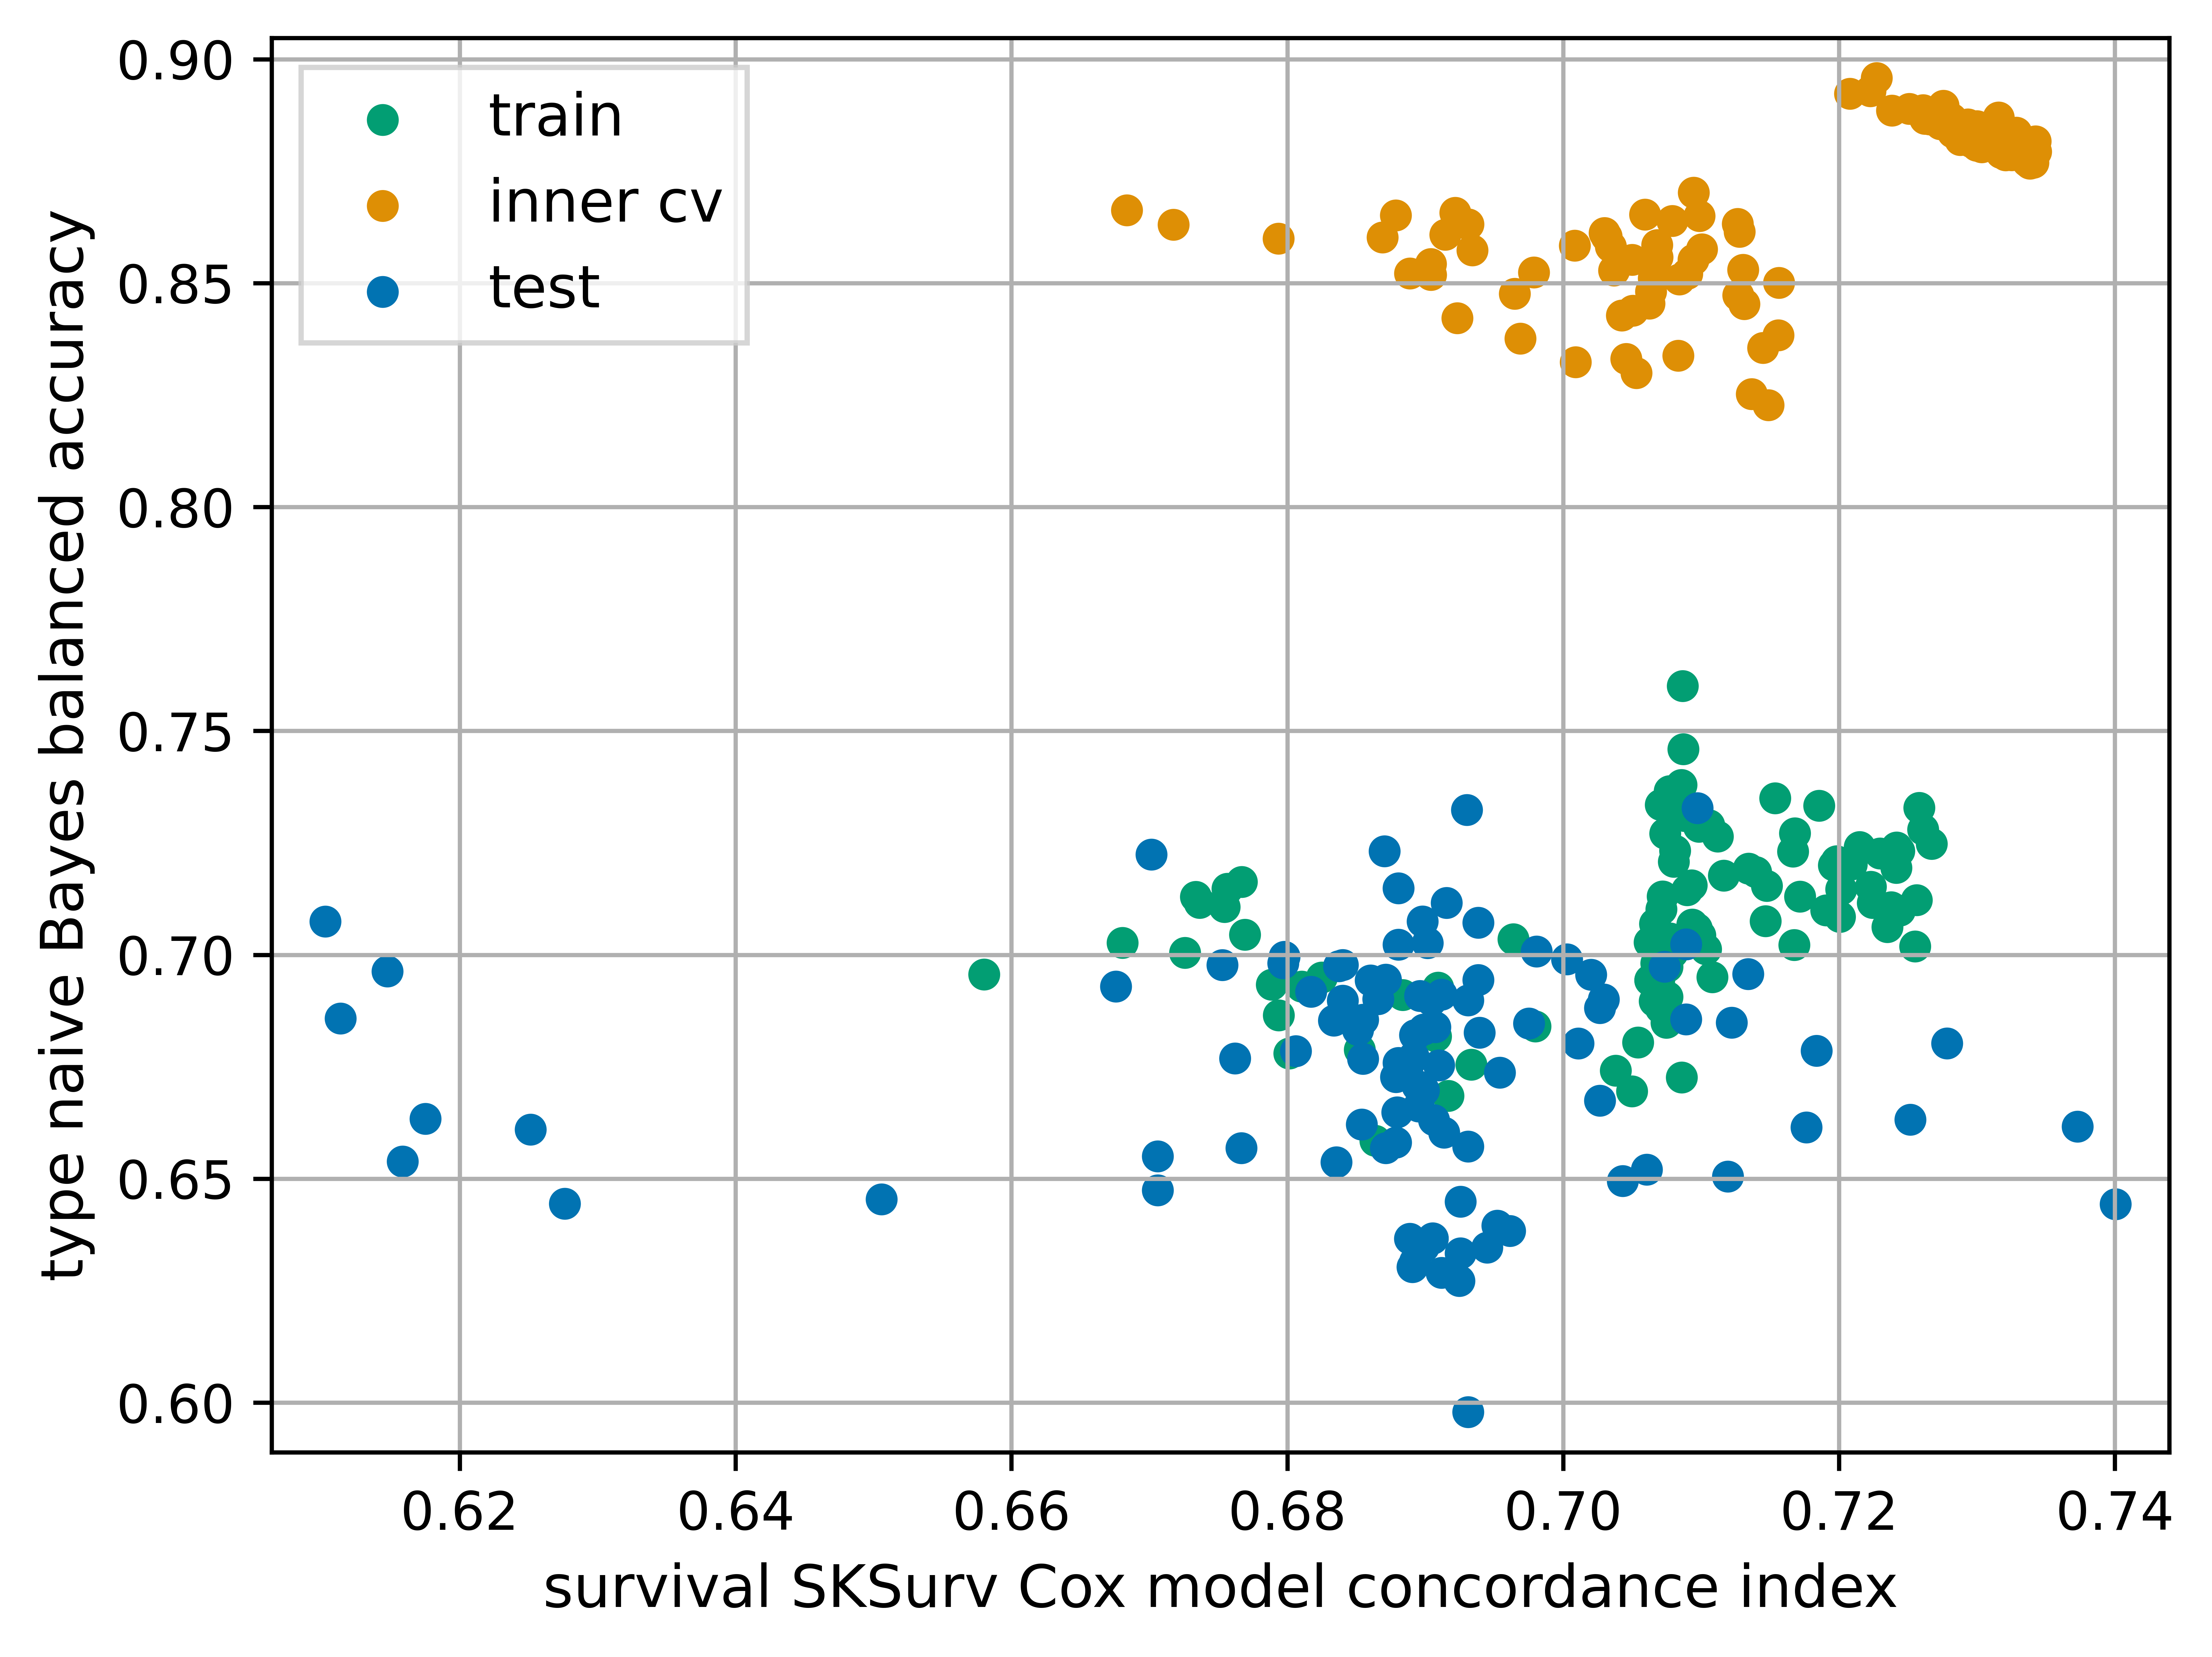 0.90
0.85
0.80
0.75
0.70
0.65
0.60
type naive Bayes balanced accuracy
train
inner cv
test
0.62 0.64 0.66 0.68 0.70 0.72 0.74
survival SKSurv Cox model concordance index